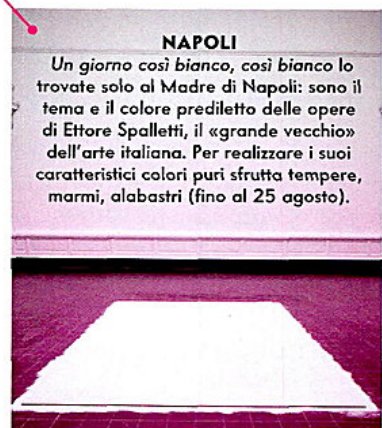 NAPOLI
Un giorno così bianco, così bianco lo
trovate solo al Madre di Napoli: sono il
tema e il colore prediletto delle opere
di Ettore Spalletti, il «grande vecchio»
dell'arte italiana. Per realizzare i suoi
caratteristici colori puri sfrutta tempere,
marmi, alabastri (fino al 25 agosto).